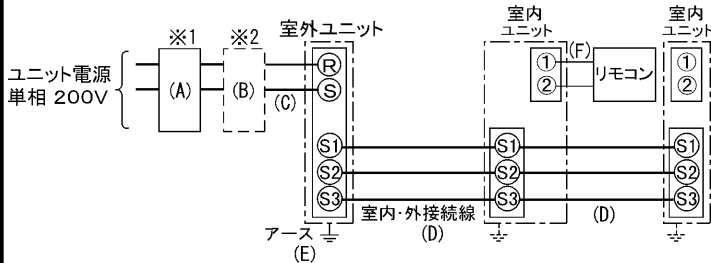 ※1
※2
室外ユニット
室内
ユニット
室内
ユニット
ユニット電源
単相 200V
(A)
(B)
(C)
R
S
①
②
(F)
リモコン
①
②
S1
S2
S3
S1
S2
S3
S1
S2
S3
室内・外接続線
(D)
(D)
アース
(E)